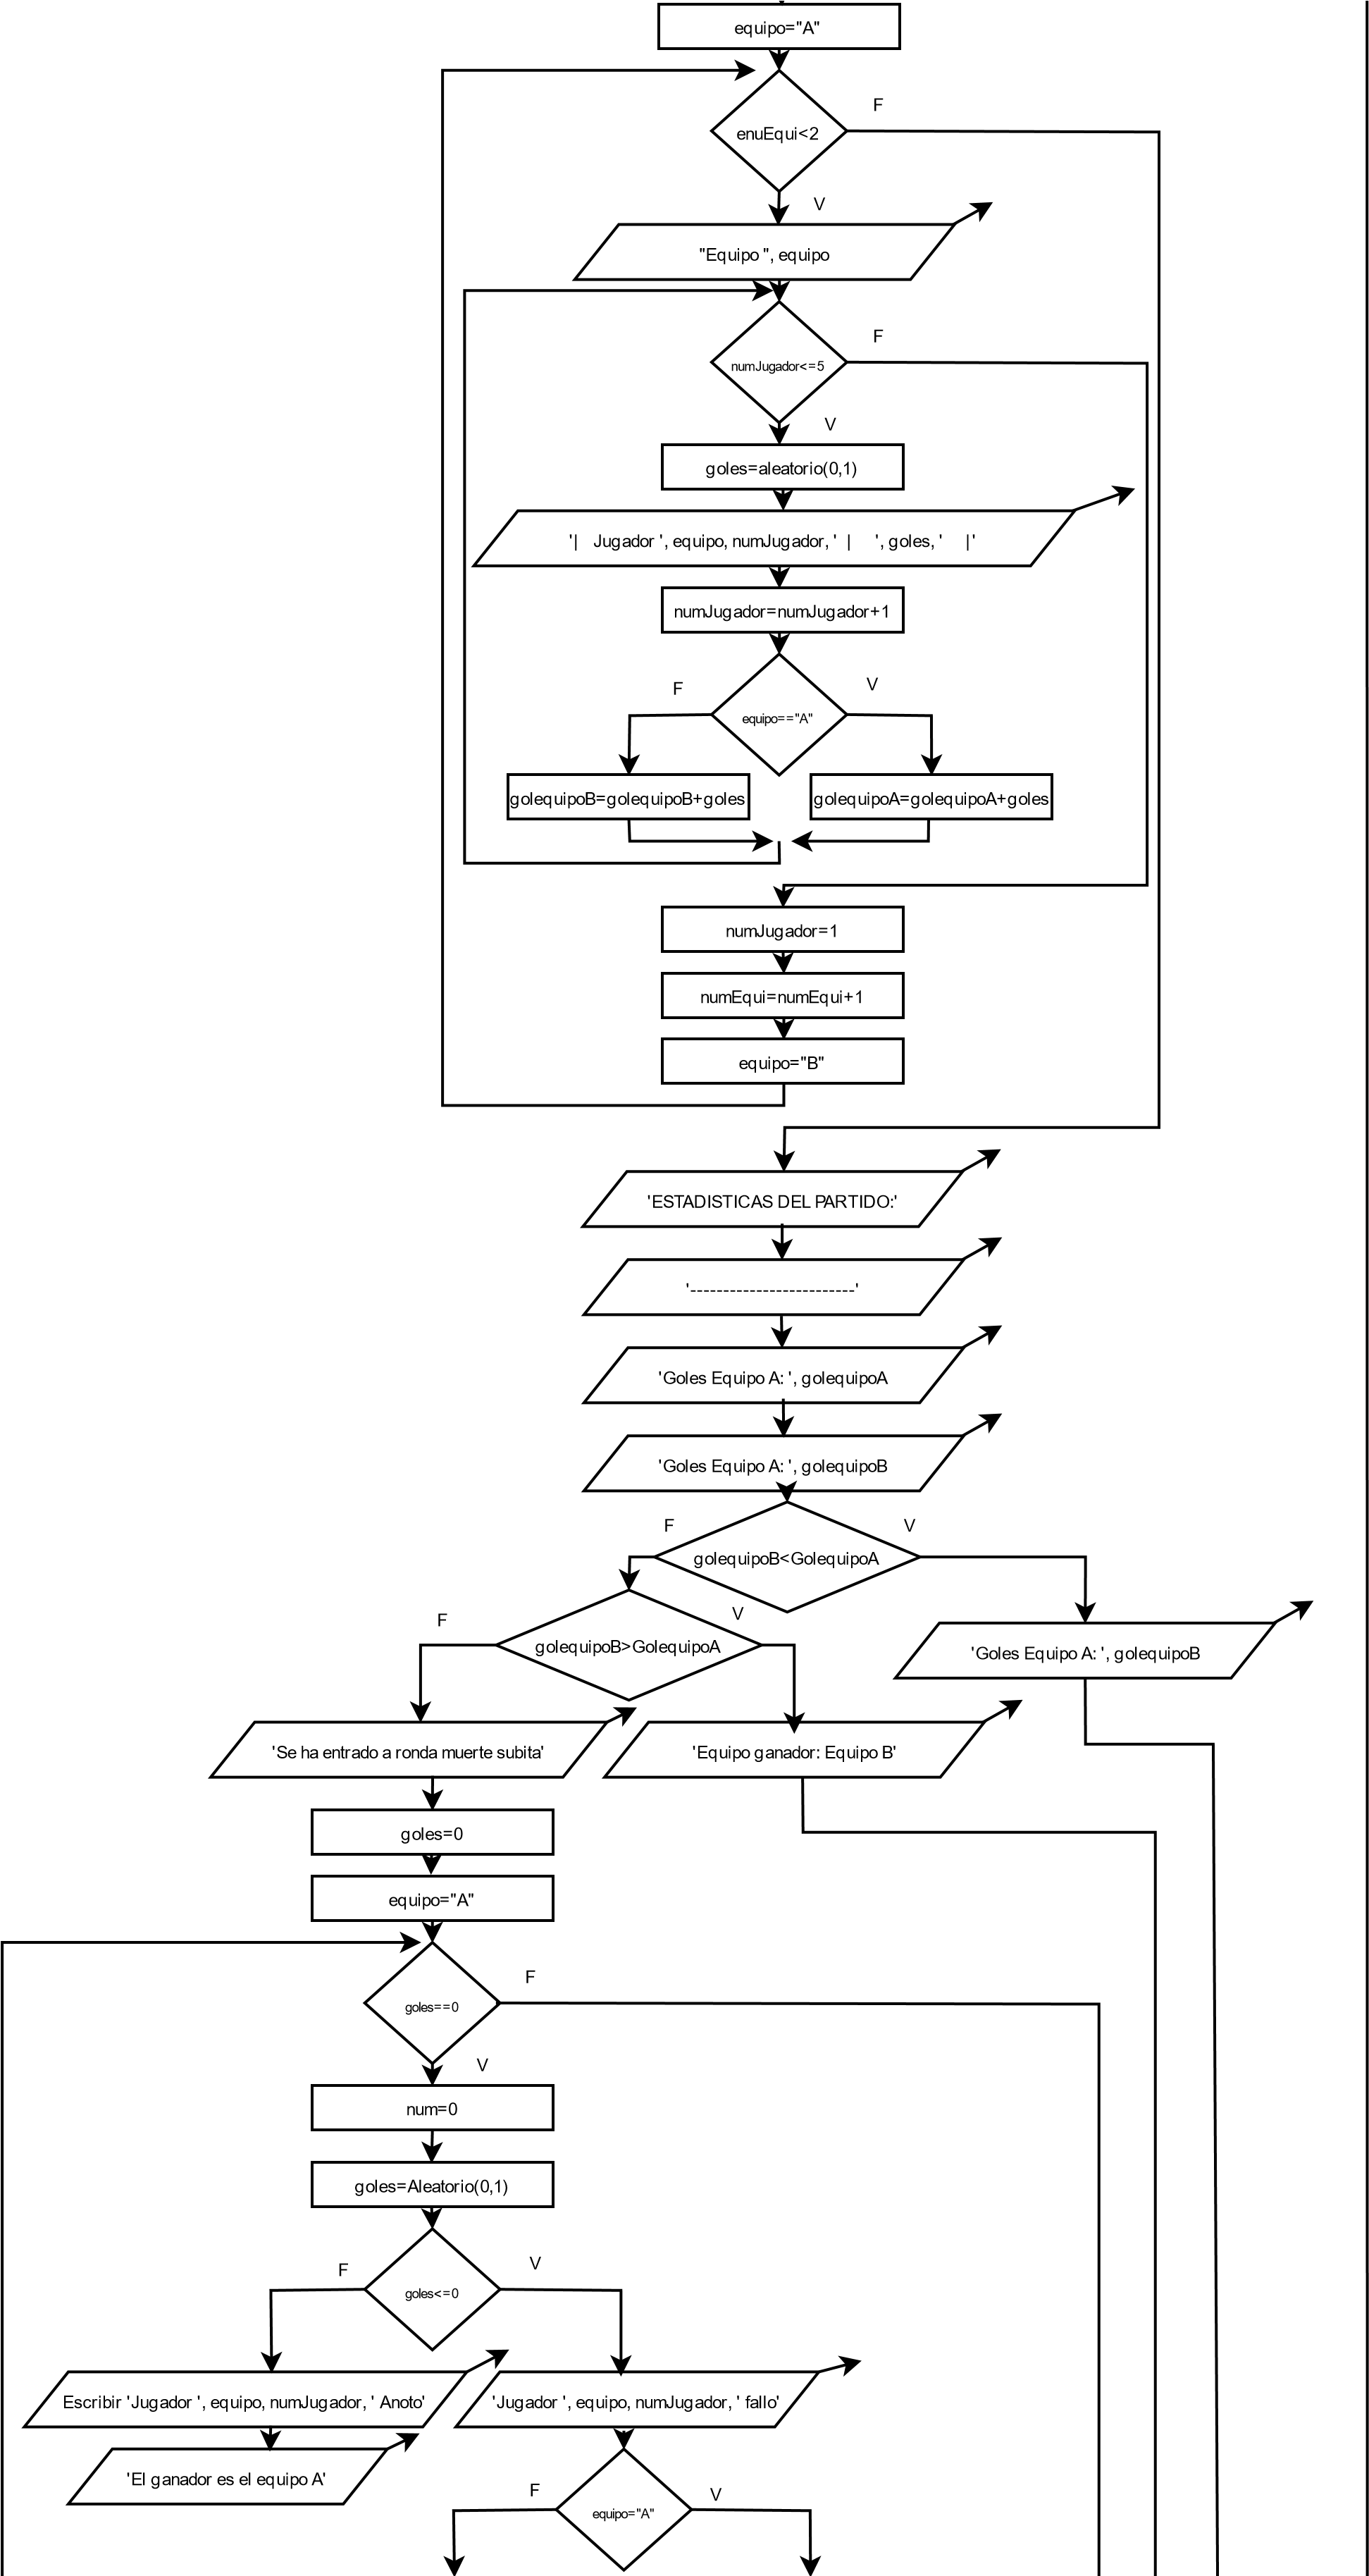 equipo="A"
F
enuEqui<2
V
"Equipo ", equipo
F
numJugador<=5
V
goles=aleatorio(0,1)
'|   Jugador ', equipo, numJugador, '  |     ', goles, '     |'
numJugador=numJugador+1
F
V
equipo=="A"
golequipoB=golequipoB+goles
golequipoA=golequipoA+goles
numJugador=1
numEqui=numEqui+1
equipo="B"
'ESTADISTICAS DEL PARTIDO:'
'-------------------------'
'Goles Equipo A: ', golequipoA
'Goles Equipo A: ', golequipoB
F
V
golequipoB<GolequipoA
F
V
golequipoB>GolequipoA
'Goles Equipo A: ', golequipoB
'Se ha entrado a ronda muerte subita'
'Equipo ganador: Equipo B'
goles=0
equipo="A"
F
goles==0
V
num=0
goles=Aleatorio(0,1)
F
V
goles<=0
Escribir 'Jugador ', equipo, numJugador, ' Anoto'
'Jugador ', equipo, numJugador, ' fallo'
'El ganador es el equipo A'
F
V
equipo="A"